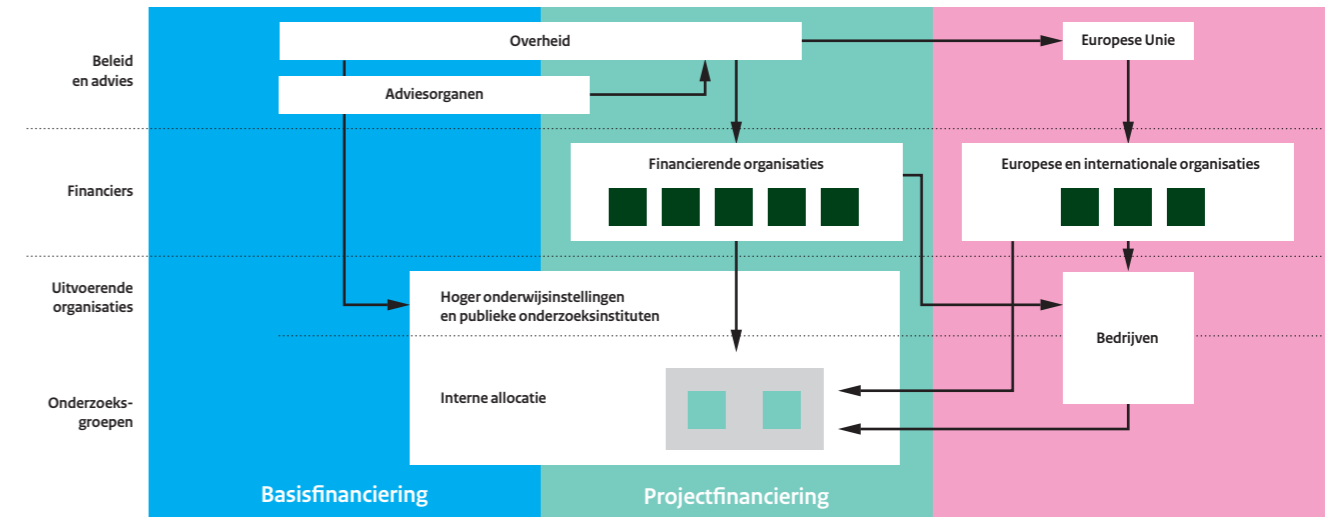 Beleid
en advies
Overheid
Europese Unie
Adviesorganen
Financiers
Financierende organisaties
Europese en internationale organisaties
Uitvoerende
organisaties
Hoger onderwijsinstellingen
en publieke onderzoeksinstituten
Bedrijven
Onderzoeks-
groepen
Interne allocatie
Basisfinanciering
Projectfinanciering